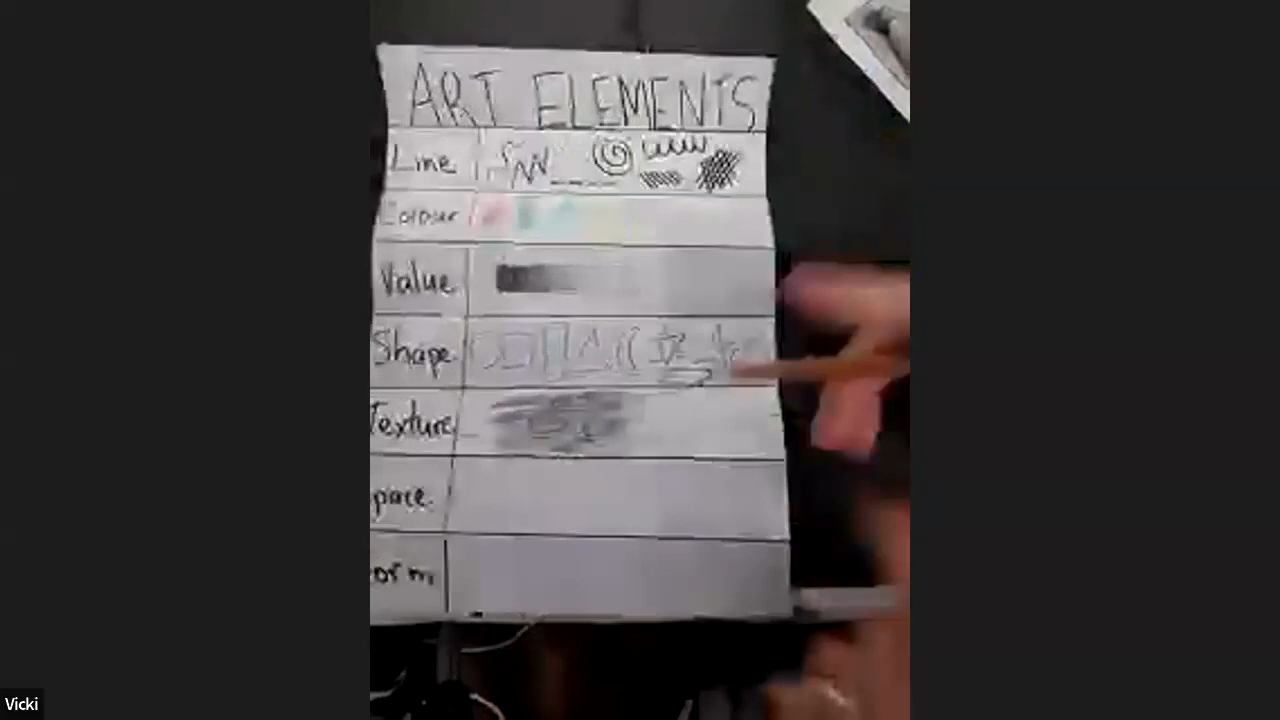 ART ELEMENTS
Line
Colour
Value
Shape
Texture
pace
orm
Vicki